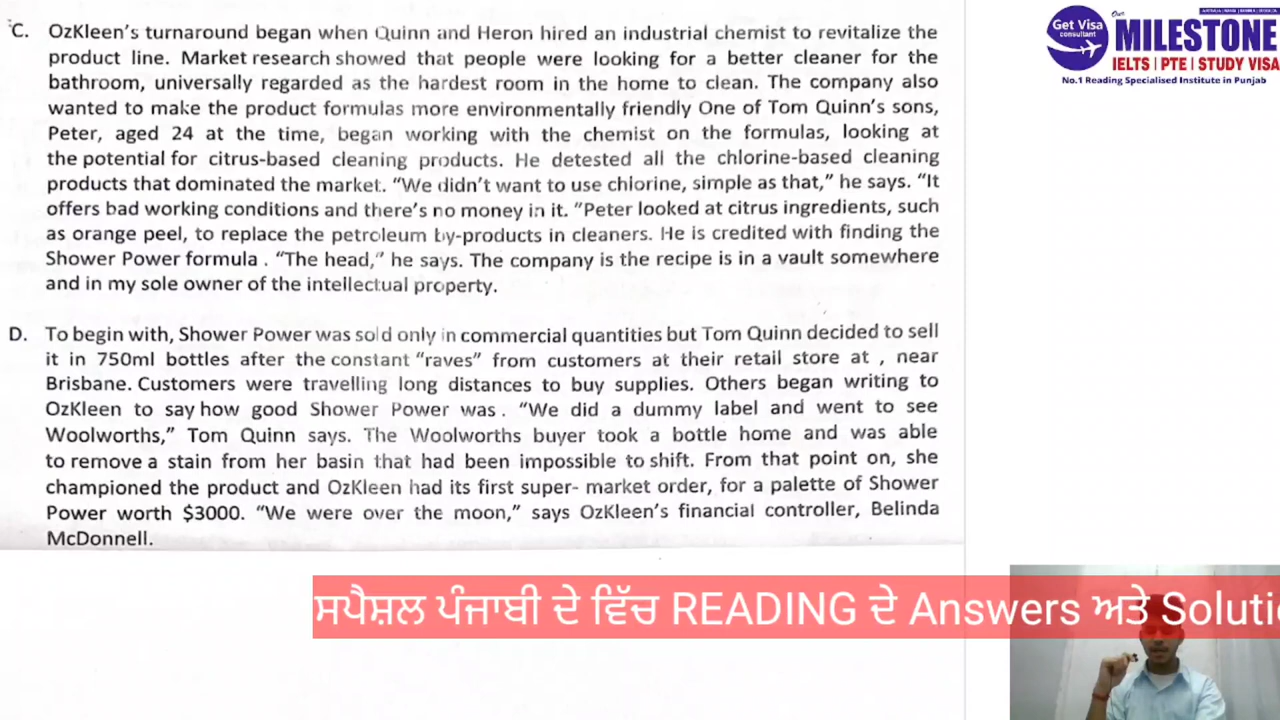 C. OzKleen's turnaround began when Quinn and Heron hired an industrial chemist to revitalize the
product line. Market research showed that people were looking for a better cleaner for the
bathroom, universally regarded as the hardest room in the home to clean. The company also
wanted to make the product formulas more environmentally friendly One of Tom Quinn's sons,
Peter, aged 24 at the time, began working with the chemist on the formulas, looking at
the potential for citrus-based cleaning products. He detested all the chlorine-based cleaning
products that dominated the market. "We didn't want to use chlorine, simple as that," he says. "It
offers bad working conditions and there's no money in it. "Peter looked at citrus ingredients, such
as orange peel, to replace the petroleum by-products in cleaners. He is credited with finding the
Shower Power formula . "The head," he says. The company is the recipe is in a vault somewhere
and in my sole owner of the intellectual property.
D. To begin with, Shower Power was sold only in commercial quantities but Tom Quinn decided to sell
it in 750ml bottles after the constant "raves" from customers at their retail store at , near
Brisbane. Customers were travelling long distances to buy supplies. Others began writing to
OzKleen to say how good Shower Power was . "We did a dummy label and went to see
Woolworths," Tom Quinn says. The Woolworths buyer took a bottle home and was able
to remove a stain from her basin that had been impossible to shift. From that point on, she
championed the product and OzKleen had its first super- market order, for a palette of Shower
Power worth $3000. "We were over the moon," says OzKleen's financial controller, Belinda
McDonnell.
Get Visa
consultant
Our
MILESTONE
IELTS | PTE | STUDY VISA
No.1 Reading Specialised Institute in Punjab
ਸਪੈਸ਼ਲ ਪੰਜਾਬੀ ਦੇ ਵਿੱਚ READING ਦੇ Answers ਅਤੇ Soluti